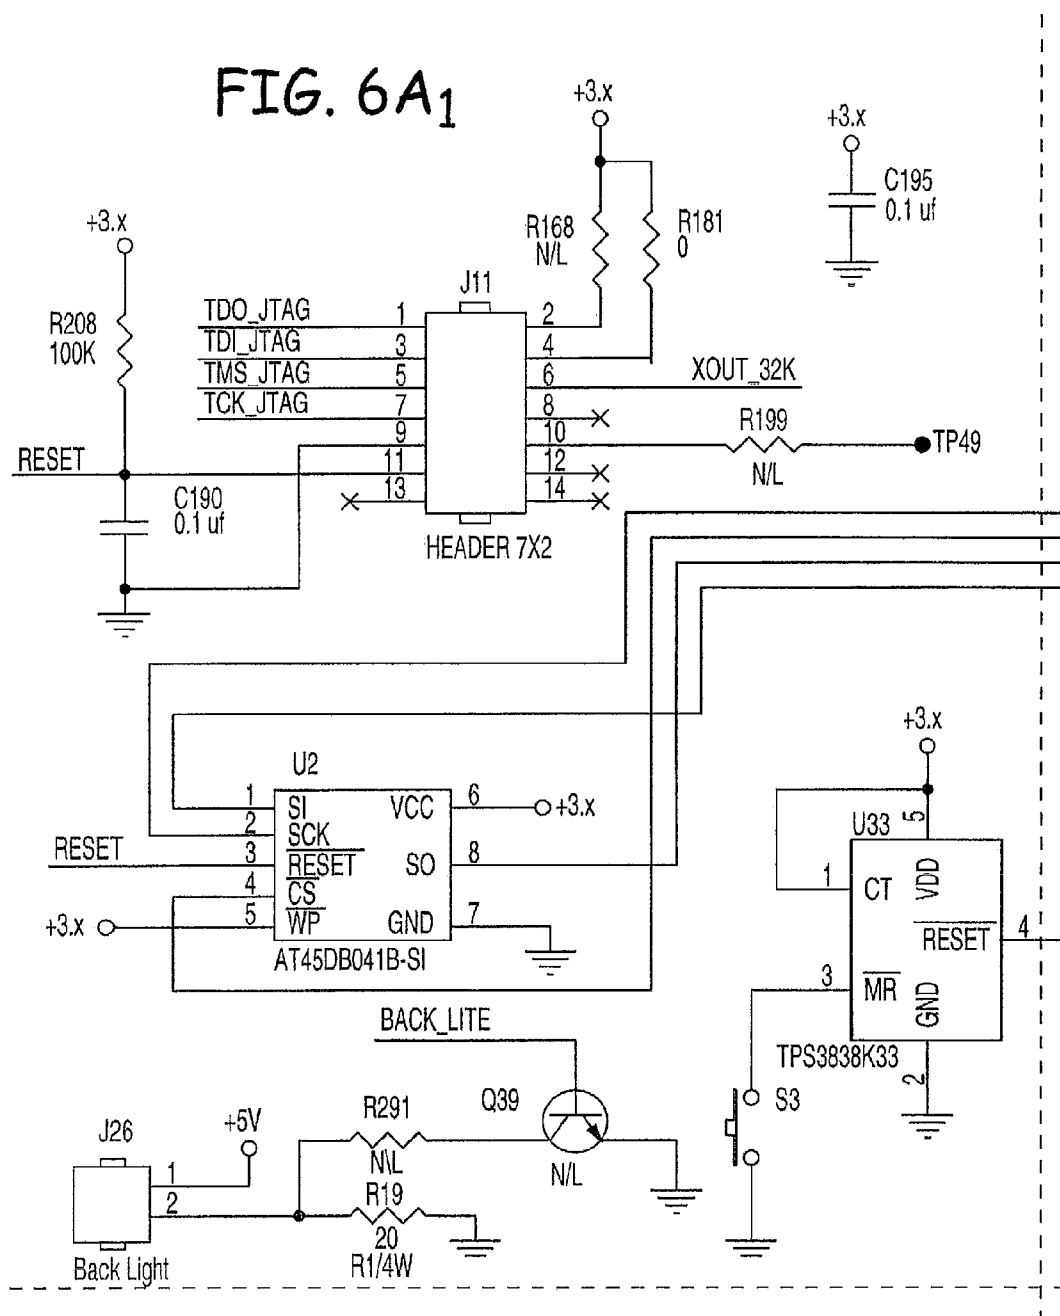 FIG. 6A1
+3.x
+3.x
C195
0.1 uf
+3.x
R168
N/L
R181
0
J11
R208
100K
TDO_JTAG
1
2
TDI_JTAG
3
4
TMS_JTAG
5
6
XOUT_32K
TCK_JTAG
7
8
R199
9
10
TP49
RESET
11
12
N/L
13
14
C190
0.1 uf
HEADER 7X2
+3.x
U2
1
SI
VCC
6
+3.x
2
SCK
U33
5
RESET
3
RESET
SO
8
1
CT
VDD
4
CS
+3.x
5
WP
GND
7
RESET
4
AT45DB041B-SI
3
MR
GND
BACK_LITE
TPS3838K33
2
S3
Q39
R291
N\L
N/L
J26
+5V
1
2
R19
20
R1/4W
Back Light